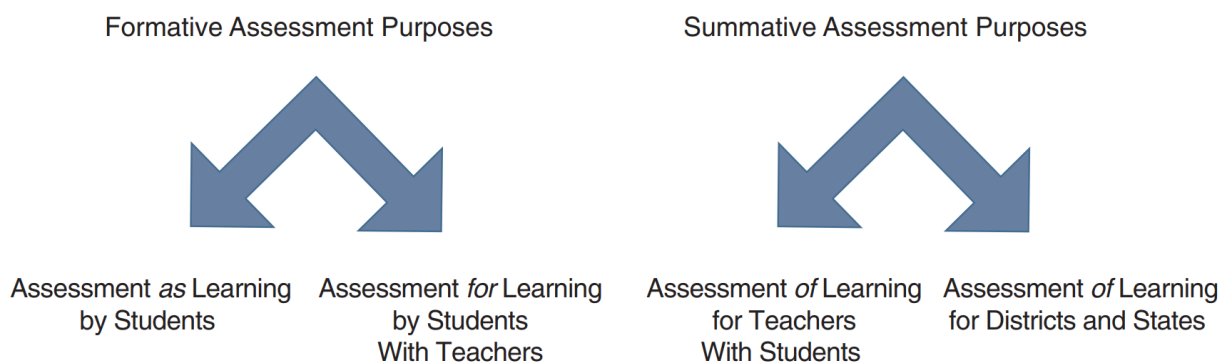 Formative Assessment Purposes
Summative Assessment Purposes
Assessment as Learning
by Students
Assessment for Learning
by Students
With Teachers
Assessment of Learning
for Teachers
With Students
Assessment of Learning
for Districts and States